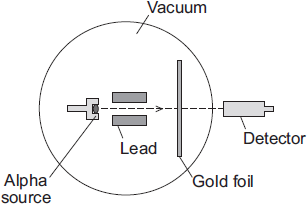 Vacuum
Lead
Detector
Alpha
source
Gold foil